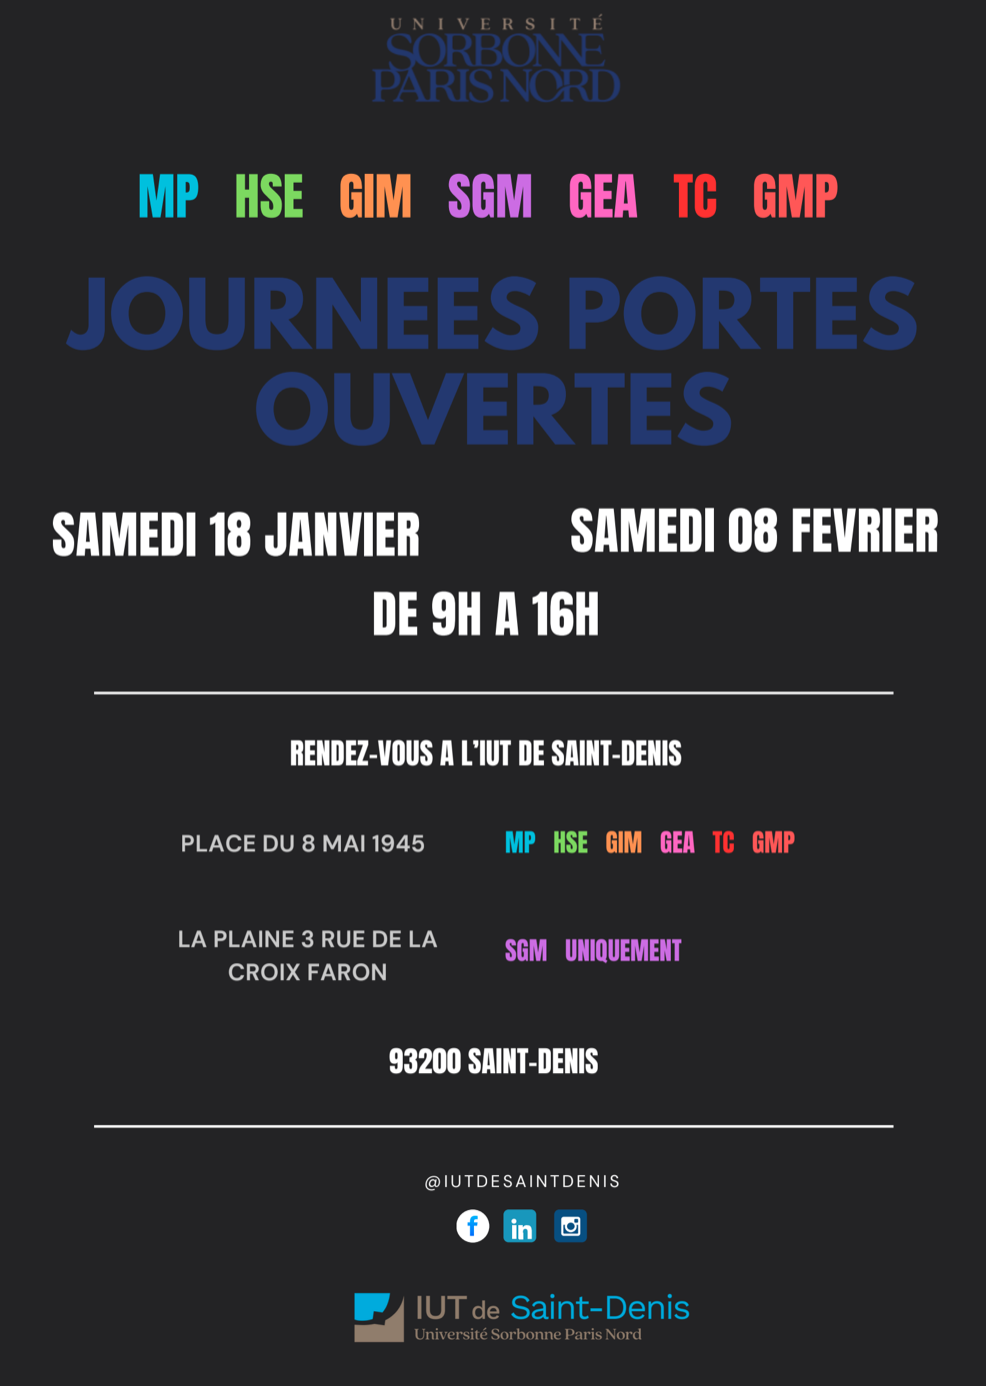 UNIVERSITÉ
SORBONNE
PARIS NORD
MP HSE GIM SGM GEA TC GMP
JOURNEES PORTES
OUVERTES
SAMEDI 18 JANVIER
SAMEDI 08 FEVRIER
DE 9H A 16H
RENDEZ-VOUS A L'IUT DE SAINT-DENIS
PLACE DU 8 MAI 1945
MP HSE GIM GEA TC GMP
LA PLAINE 3 RUE DE LA
CROIX FARON
SGM UNIQUEMENT
93200 SAINT-DENIS
@IUTDESAINTDENIS
f in
IUT de Saint-Denis
Université Sorbonne Paris Nord